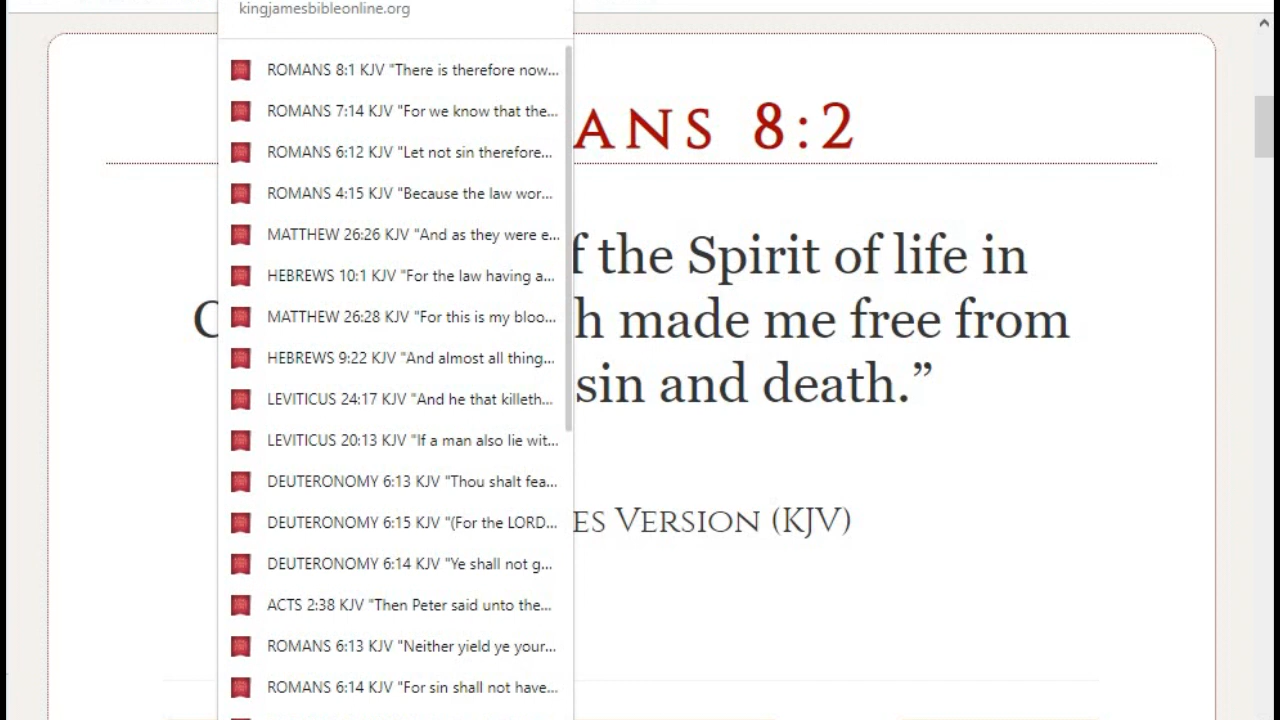 kingjamesbibleonline.org
ROMANS 8:1 KJV "There is therefore now...
ROMANS 7:14 KJV "For we know that the...
ROMANS 6:12 KJV "Let not sin therefore...
ROMANS 4:15 KJV "Because the law wor...
MATTHEW 26:26 KJV "And as they were e...
HEBREWS 10:1 KJV "For the law having a...
MATTHEW 26:28 KJV "For this is my bloo...
HEBREWS 9:22 KJV "And almost all thing...
LEVITICUS 24:17 KJV "And he that killeth...
LEVITICUS 20:13 KJV "If a man also lie wit...
DEUTERONOMY 6:13 KJV "Thou shalt fea...
DEUTERONOMY 6:15 KJV "(For the LORD...
DEUTERONOMY 6:14 KJV "Ye shall not g...
ACTS 2:38 KJV "Then Peter said unto the...
ROMANS 6:13 KJV "Neither yield ye your...
ROMANS 6:14 KJV "For sin shall not have...
ANS 8:2
f the Spirit of life in
C h made me free from
sin and death.”
ES VERSION (KJV)